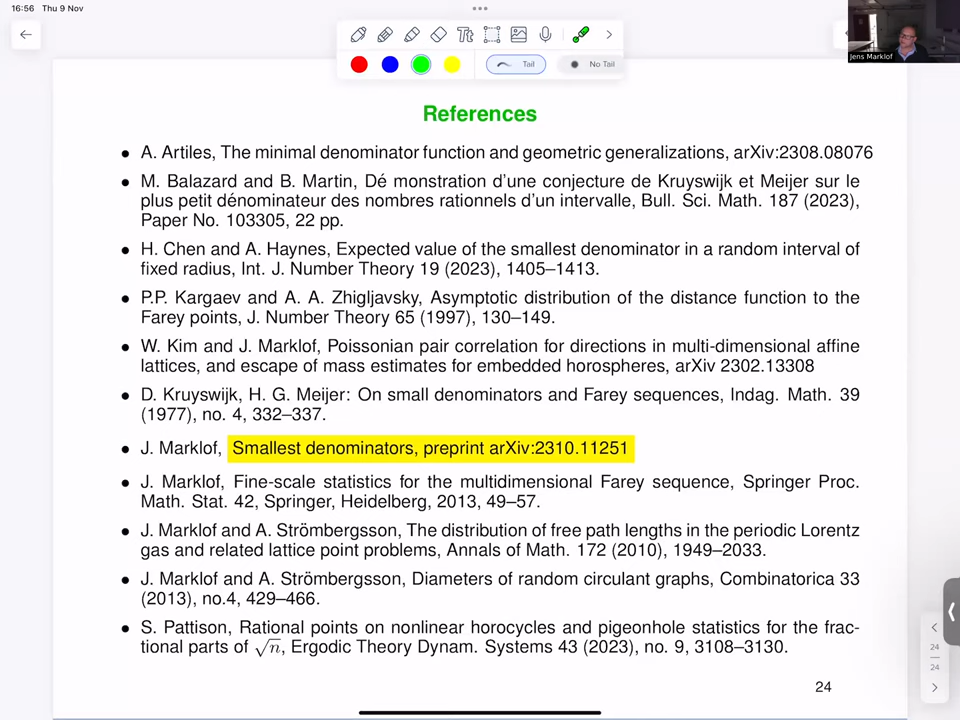 16:56 Thu 9 Nov
Tt
Tail
No Tail
Jens Marklof
References
• A. Artiles, The minimal denominator function and geometric generalizations, arXiv:2308.08076
• M. Balazard and B. Martin, Dé monstration d'une conjecture de Kruyswijk et Meijer sur le
plus petit dénominateur des nombres rationnels d'un intervalle, Bull. Sci. Math. 187 (2023),
Paper No. 103305, 22 pp.
• H. Chen and A. Haynes, Expected value of the smallest denominator in a random interval of
fixed radius, Int. J. Number Theory 19 (2023), 1405–1413.
• P.P. Kargaev and A. A. Zhigljavsky, Asymptotic distribution of the distance function to the
Farey points, J. Number Theory 65 (1997), 130–149.
• W. Kim and J. Marklof, Poissonian pair correlation for directions in multi-dimensional affine
lattices, and escape of mass estimates for embedded horospheres, arXiv 2302.13308
• D. Kruyswijk, H. G. Meijer: On small denominators and Farey sequences, Indag. Math. 39
(1977), no. 4, 332–337.
• J. Marklof, Smallest denominators, preprint arXiv:2310.11251
• J. Marklof, Fine-scale statistics for the multidimensional Farey sequence, Springer Proc.
Math. Stat. 42, Springer, Heidelberg, 2013, 49–57.
• J. Marklof and A. Strömbergsson, The distribution of free path lengths in the periodic Lorentz
gas and related lattice point problems, Annals of Math. 172 (2010), 1949–2033.
• J. Marklof and A. Strömbergsson, Diameters of random circulant graphs, Combinatorica 33
(2013), no.4, 429–466.
• S. Pattison, Rational points on nonlinear horocycles and pigeonhole statistics for the frac-
tional parts of √n, Ergodic Theory Dynam. Systems 43 (2023), no. 9, 3108–3130.
24
24
24